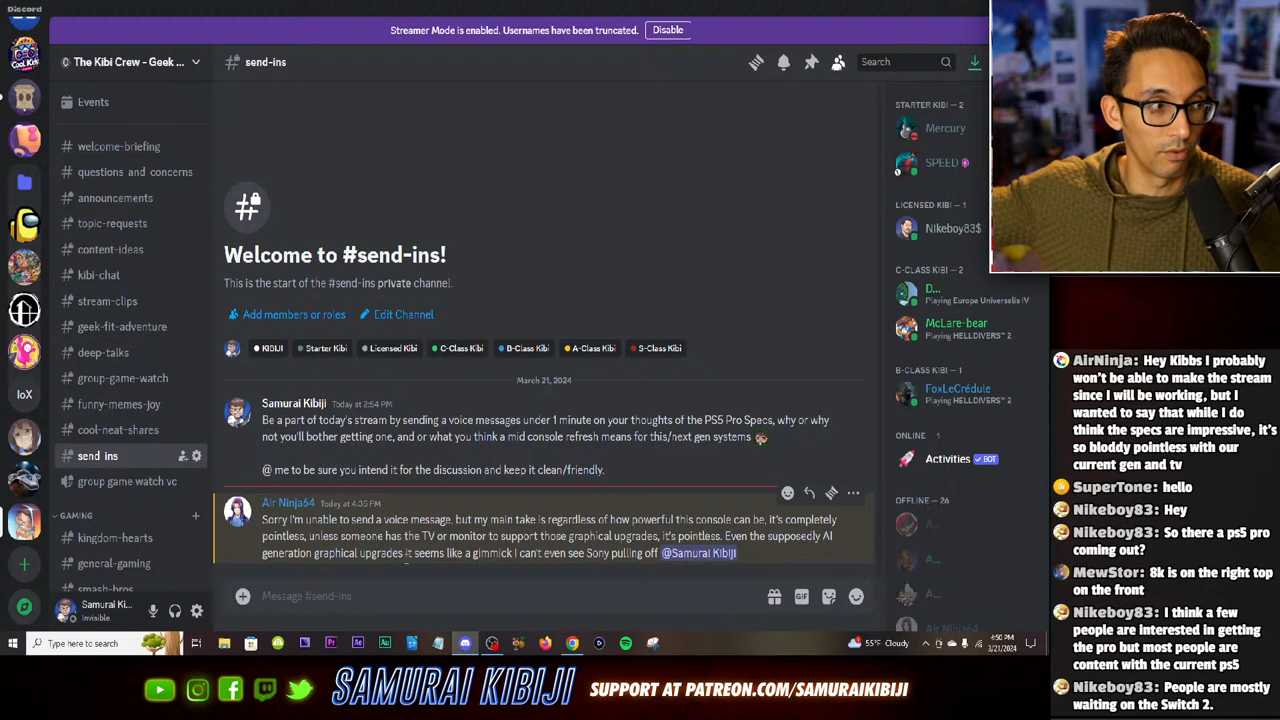 Discord
Streamer Mode is enabled. Usernames have been truncated.
Disable
The Kibi Crew - Geek ...
send-ins
Search
Events
welcome-briefing
questions and concerns
announcements
topic-requests
content-ideas
kibi-chat
stream-clips
geek-fit-adventure
deep-talks
group-game-watch
funny-memes-joy
cool-neat-shares
send ins
group game watch vc
GAMING
kingdom-hearts
general-gaming
smash-bros
Samurai Ki...
Invisible
IoX
Welcome to #send-ins!
This is the start of the #send-ins private channel.
Add members or roles
Edit Channel
KIBIJI
Starter Kibi
Licensed Kibi
C-Class Kibi
B-Class Kibi
A-Class Kibi
S-Class Kibi
March 21, 2024
Samurai Kibiji Today at 2:54 PM
Be a part of today's stream by sending a voice messages under 1 minute on your thoughts of the PS5 Pro Specs, why or why
not you'll bother getting one, and or what you think a mid console refresh means for this/next gen systems
@ me to be sure you intend it for the discussion and keep it clean/friendly.
Air Ninja64 Today at 4:35 PM
Sorry I'm unable to send a voice message, but my main take is regardless of how powerful this console can be, it's completely
pointless, unless someone has the TV or monitor to support those graphical upgrades, it's pointless. Even the supposedly AI
generation graphical upgrades it seems like a gimmick I can't even see Sony pulling off @Samurai Kibiji
Message #send-ins
GIF
STARTER KIBI — 2
Mercury
SPEED
LICENSED KIBI — 1
Nikeboy83$
C-CLASS KIBI — 2
D...
Playing Europa Universalis IV
McLare-bear
Playing HELLDIVERS™ 2
B-CLASS KIBI — 1
FoxLeCrédule
Playing HELLDIVERS™ 2
ONLINE 1
Activities BOT
OFFLINE — 26
A...
A...
A...
Air Ninja64
AirNinja: Hey Kibbs I probably
won't be able to make the stream
since I will be working, but I
wanted to say that while I do
think the specs are impressive, it's
so bloddy pointless with our
current gen and tv
SuperTone: hello
Nikeboy83: Hey
Nikeboy83: So there a ps5 pro
coming out?
MewStor: 8k is on the right top
on the front
Nikeboy83: I think a few
people are interested in getting
the pro but most people are
content with the current ps5
Nikeboy83: People are mostly
waiting on the Switch 2.
Type here to search
55°F Cloudy
4:50 PM
3/21/2024
SAMURAI KIBIJI
SUPPORT AT PATREON.COM/SAMURAIKIBIJI